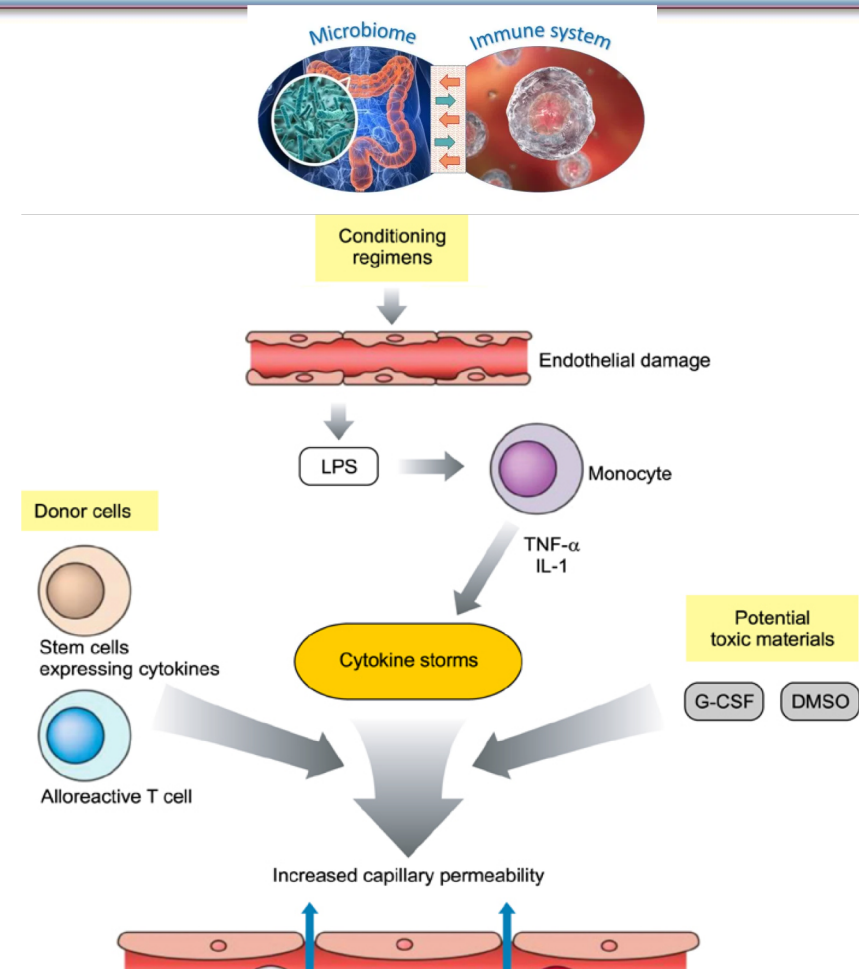 Microbiome
Immune system
Conditioning
regimens
Endothelial damage
LPS
Monocyte
TNF-α
IL-1
Donor cells
Stem cells
expressing cytokines
Alloreactive T cell
Cytokine storms
Potential
toxic materials
G-CSF
DMSO
Increased capillary permeability